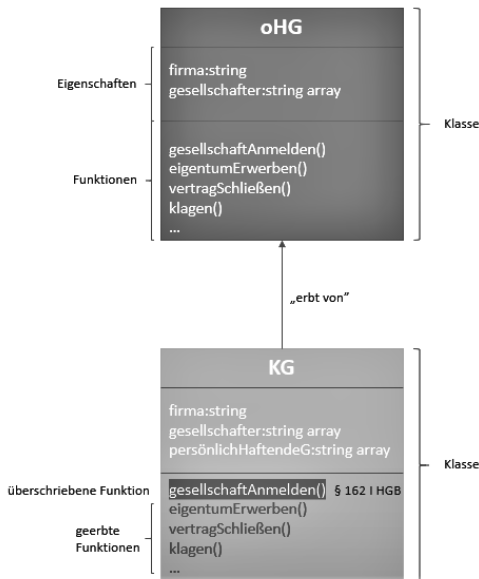 oHG
Eigenschaften
firma:string
gesellschafter:string array
Klasse
Funktionen
gesellschaftAnmelden()
eigentumErwerben()
vertragSchließen()
klagen()
...
„erbt von”
KG
firma:string
gesellschafter:string array
persönlichHaftendeG:string array
Klasse
überschriebene Funktion
gesellschaftAnmelden() § 162 I HGB
geerbte
Funktionen
eigentumErwerben()
vertragSchließen()
klagen()
...